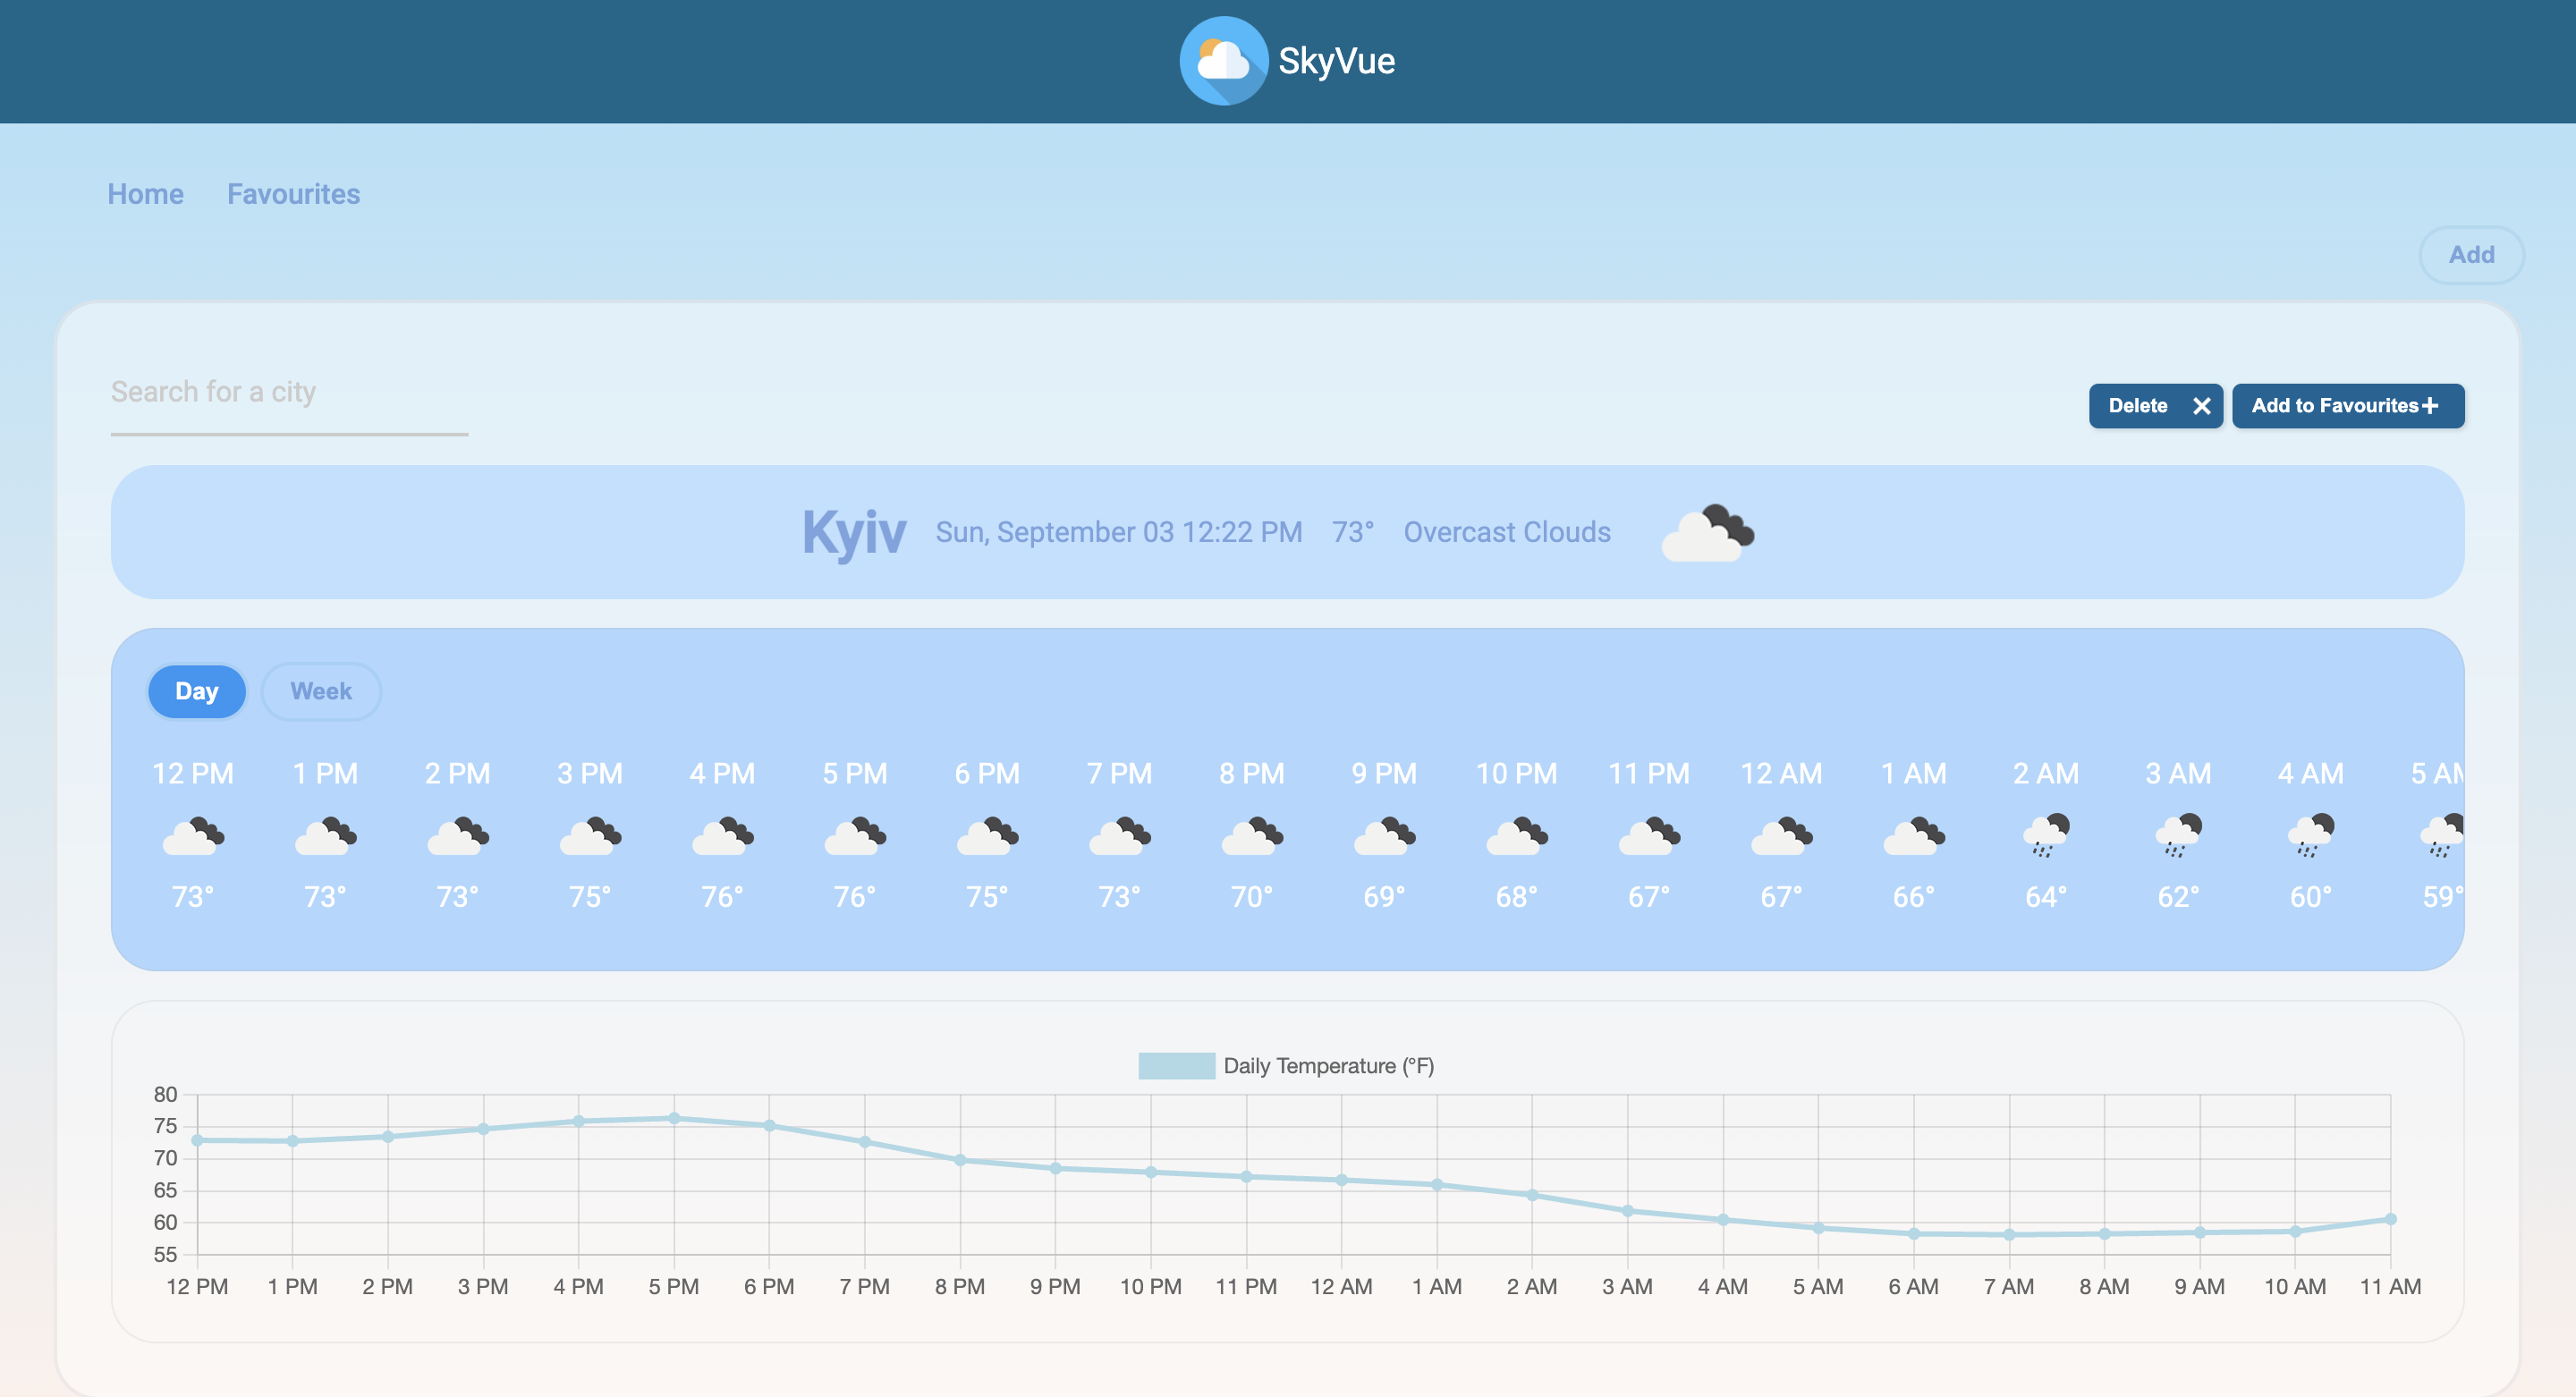 SkyVue
Home Favourites
Add
Search for a city
Delete Add to Favourites
Kyiv Sun, September 03 12:22 PM 73° Overcast Clouds
Day Week
12 PM 1 PM 2 PM 3 PM 4 PM 5 PM 6 PM 7 PM 8 PM 9 PM 10 PM 11 PM 12 AM 1 AM 2 AM 3 AM 4 AM 5 AM
73° 73° 73° 75° 76° 76° 75° 73° 70° 69° 68° 67° 67° 66° 64° 62° 60° 59°
Daily Temperature (°F)
80
75
70
65
60
55
12 PM 1 PM 2 PM 3 PM 4 PM 5 PM 6 PM 7 PM 8 PM 9 PM 10 PM 11 PM 12 AM 1 AM 2 AM 3 AM 4 AM 5 AM 6 AM 7 AM 8 AM 9 AM 10 AM 11 AM